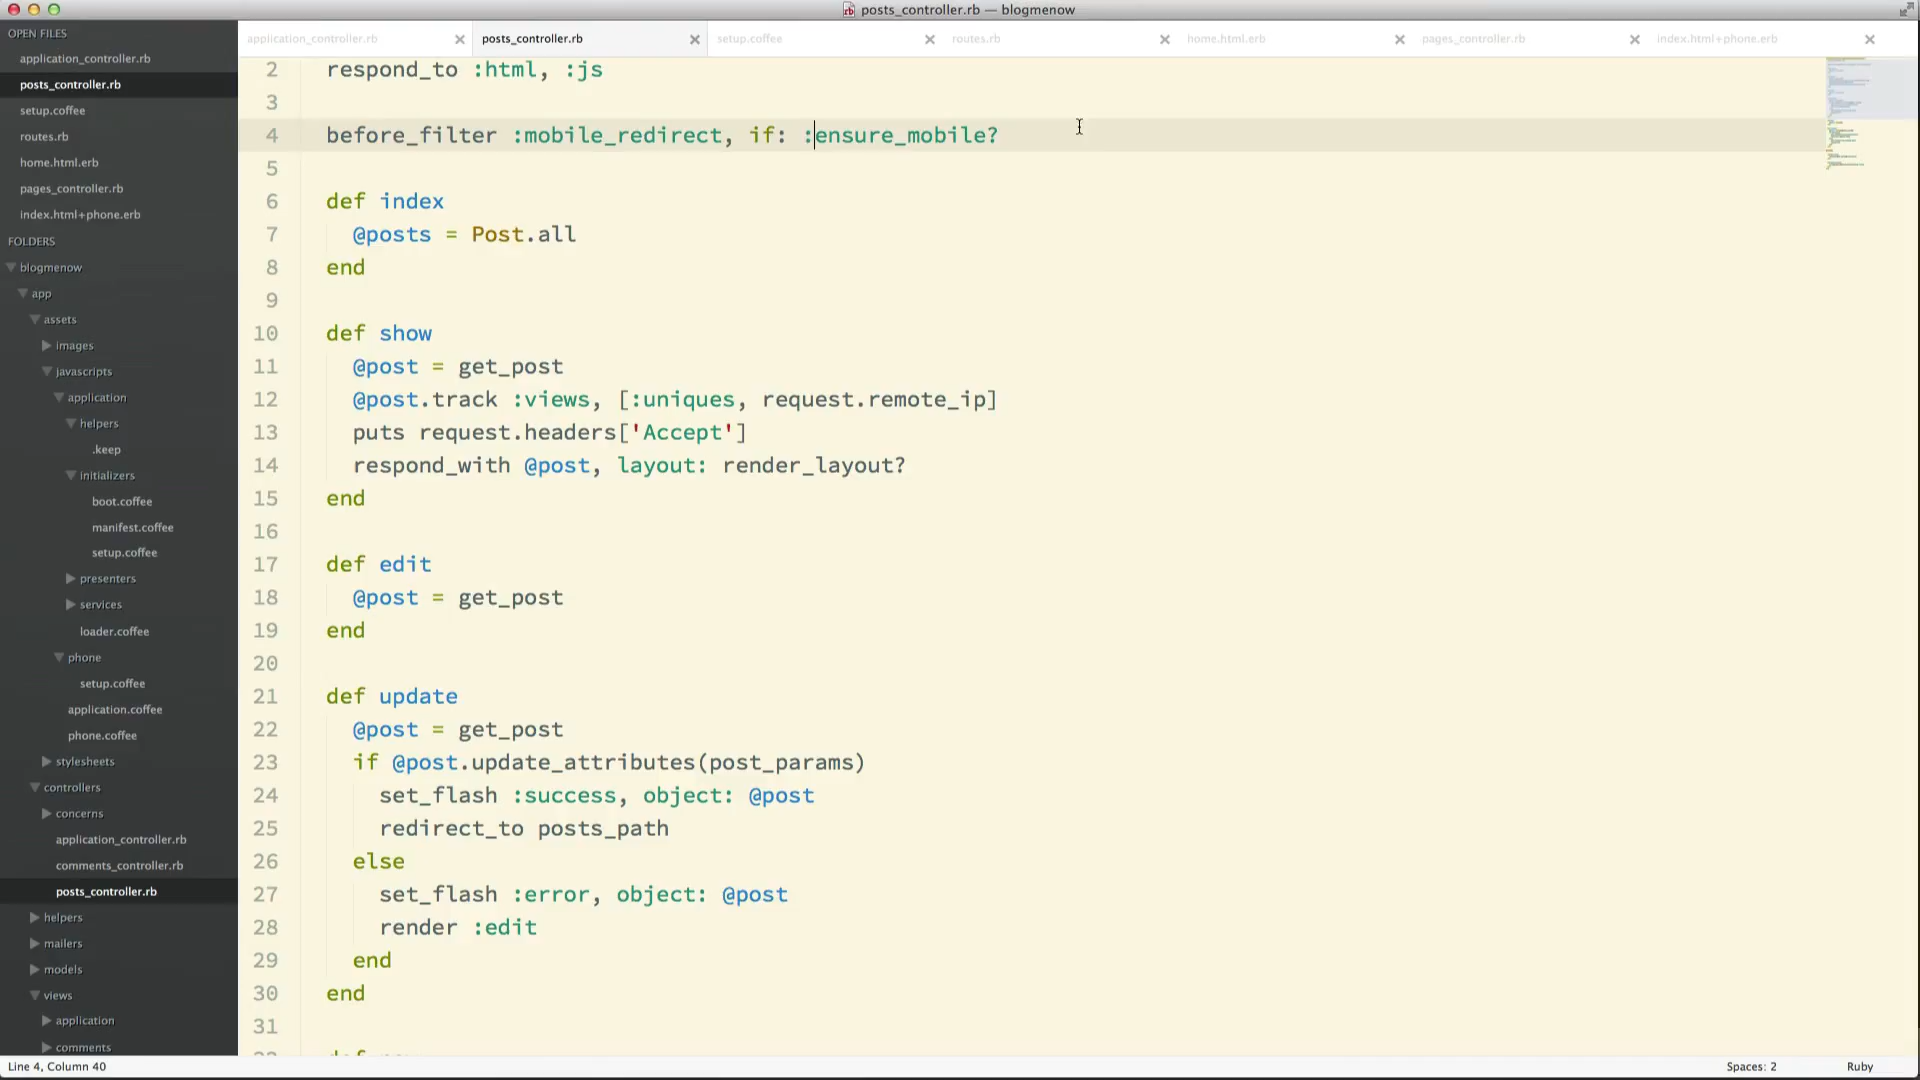 posts_controller.rb — blogmenow
OPEN FILES
application_controller.rb
posts_controller.rb
setup.coffee
routes.rb
home.html.erb
pages_controller.rb
index.html+phone.erb
FOLDERS
blogmenow
app
assets
images
javascripts
application
helpers
.keep
initializers
boot.coffee
manifest.coffee
setup.coffee
presenters
services
loader.coffee
phone
setup.coffee
application.coffee
phone.coffee
stylesheets
controllers
concerns
application_controller.rb
comments_controller.rb
posts_controller.rb
helpers
mailers
models
views
application
comments
application_controller.rb posts_controller.rb setup.coffee routes.rb home.html.erb pages_controller.rb index.html+phone.erb
2 respond_to :html, :js
3
4 before_filter :mobile_redirect, if: :ensure_mobile?
5
6 def index
7 @posts = Post.all
8 end
9
10 def show
11 @post = get_post
12 @post.track :views, [:uniques, request.remote_ip]
13 puts request.headers['Accept']
14 respond_with @post, layout: render_layout?
15 end
16
17 def edit
18 @post = get_post
19 end
20
21 def update
22 @post = get_post
23 if @post.update_attributes(post_params)
24 set_flash :success, object: @post
25 redirect_to posts_path
26 else
27 set_flash :error, object: @post
28 render :edit
29 end
30 end
31
Line 4, Column 40 Spaces: 2 Ruby